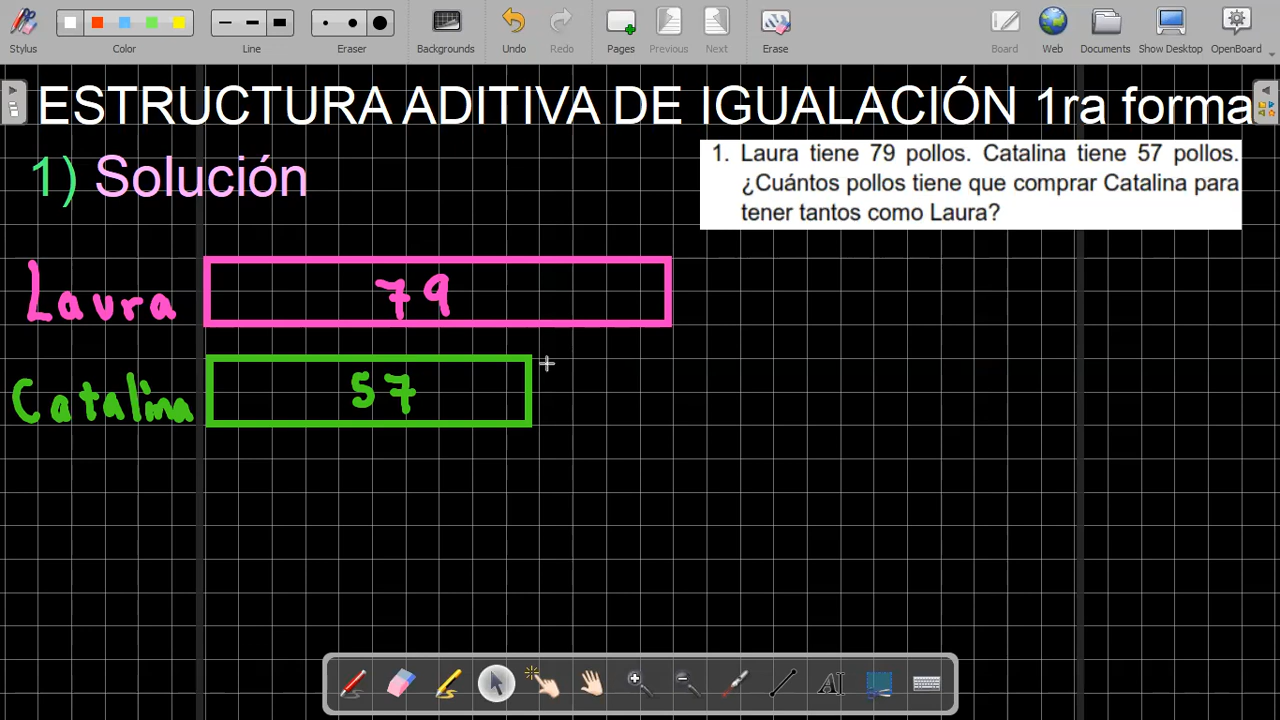 Stylus Color Line Eraser Backgrounds Undo Redo Pages Previous Next Erase Board Web Documents Show Desktop OpenBoard
ESTRUCTURA ADITIVA DE IGUALACIÓN 1ra forma
1) Solución
1. Laura tiene 79 pollos. Catalina tiene 57 pollos.
¿Cuántos pollos tiene que comprar Catalina para
tener tantos como Laura?
Laura 79
Catalina 57
AI